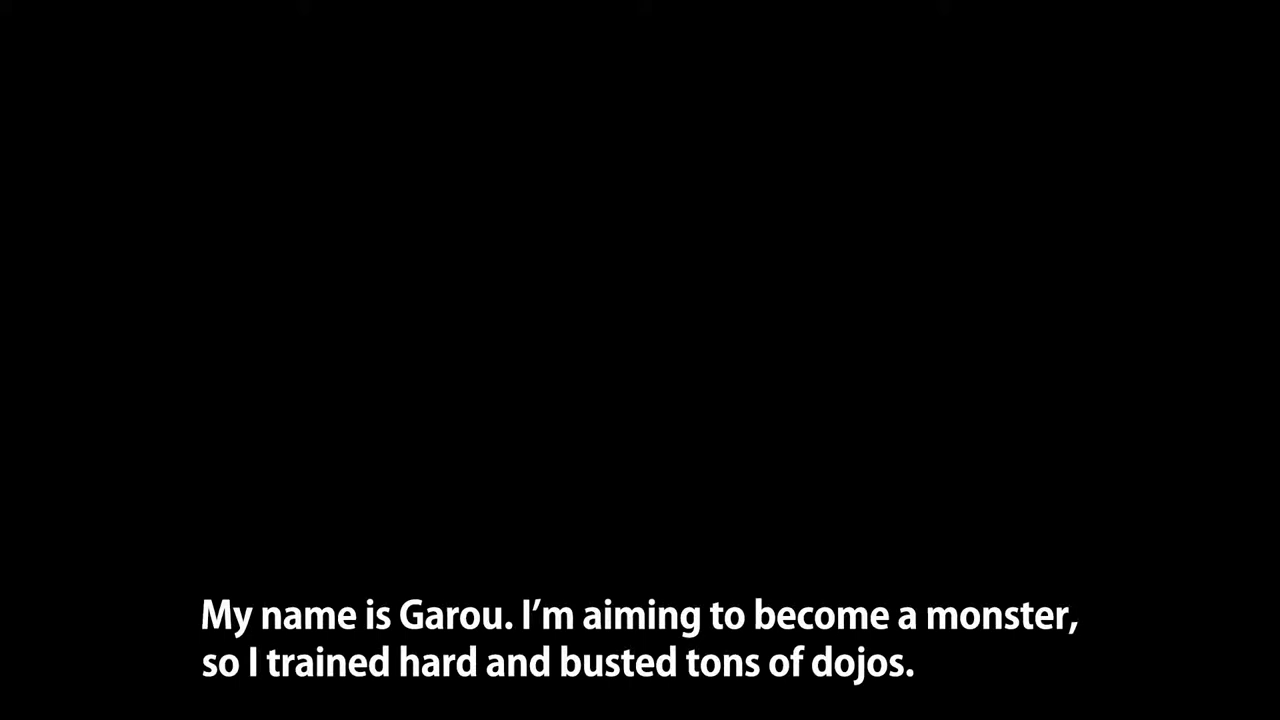 My name is Garou. I’m aiming to become a monster,
so I trained hard and busted tons of dojos.